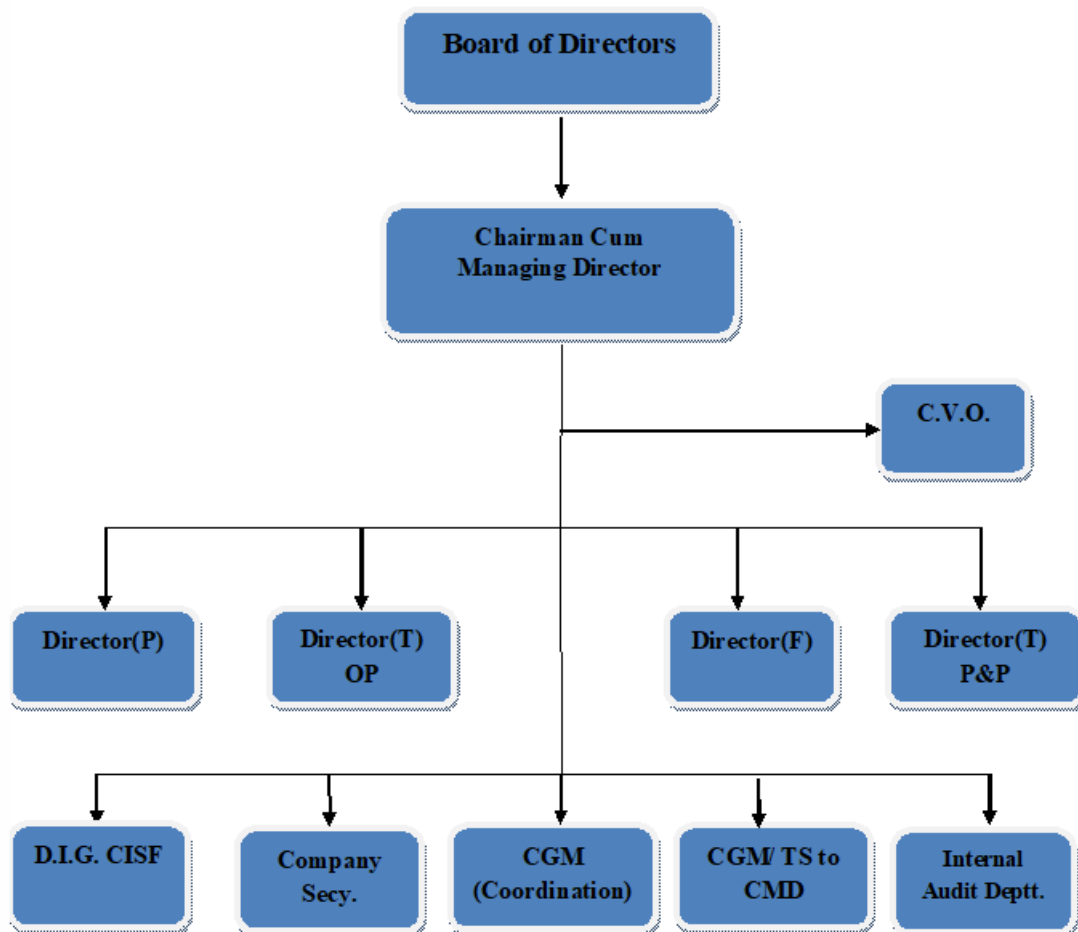 Board of Directors
Chairman Cum
Managing Director
C.V.O.
Director(P)
Director(T)
OP
Director(F)
Director(T)
P&P
D.I.G. CISF
Company
Secy.
CGM
(Coordination)
CGM/ TS to
CMD
Internal
Audit Deptt.